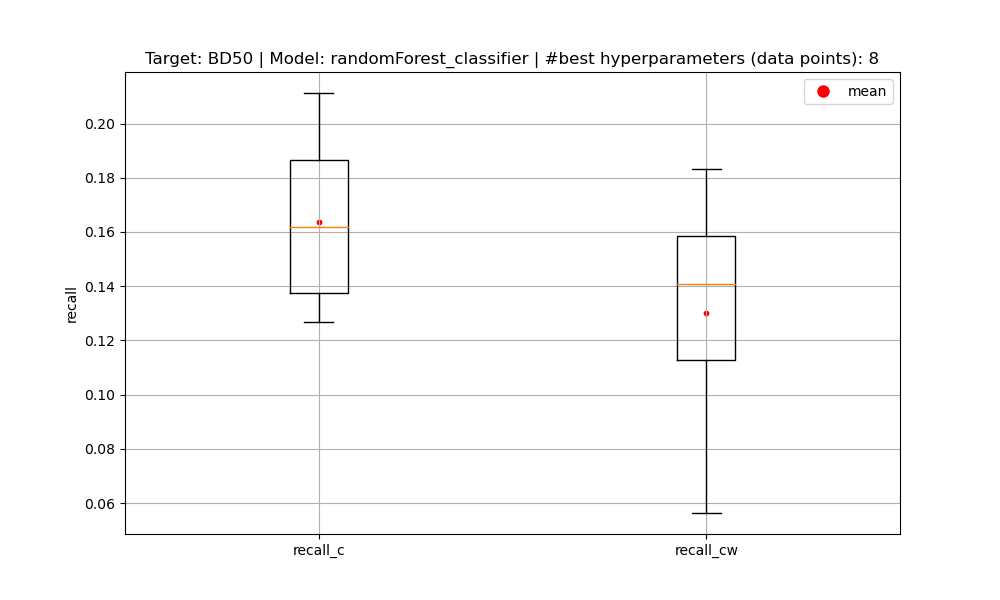 Target: BD50 | Model: randomForest_classifier | #best hyperparameters (data points): 8
mean
0.20
0.18
0.16
0.14
0.12
0.10
0.08
0.06
recall
recall_c
recall_cw